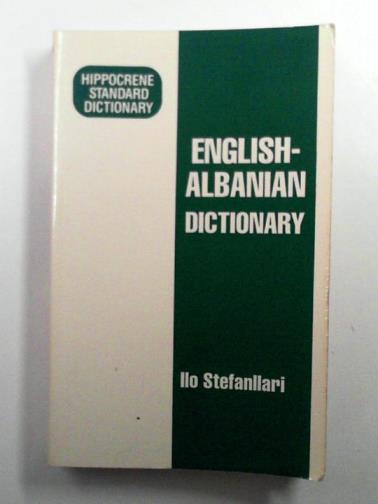 HIPPOCRENE
STANDARD
DICTIONARY
ENGLISH-
ALBANIAN
DICTIONARY
Ilo Stefanllari